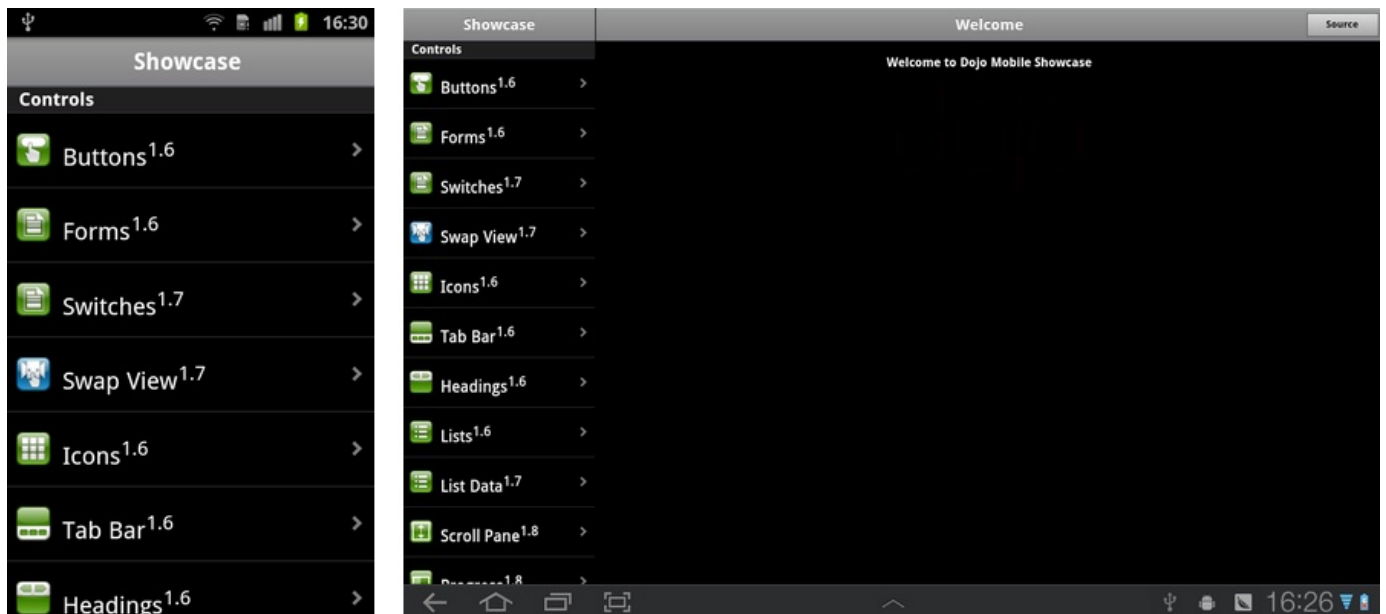 16:30
Showcase
Controls
Buttons1.6
Forms1.6
Switches1.7
Swap View1.7
Icons1.6
Tab Bar1.6
Headings1.6
Showcase
Welcome
Source
Controls
Welcome to Dojo Mobile Showcase
Buttons1.6
Forms1.6
Switches1.7
Swap View1.7
Icons1.6
Tab Bar1.6
Headings1.6
Lists1.6
List Data1.7
Scroll Pane1.8
Progress1.8
16:26